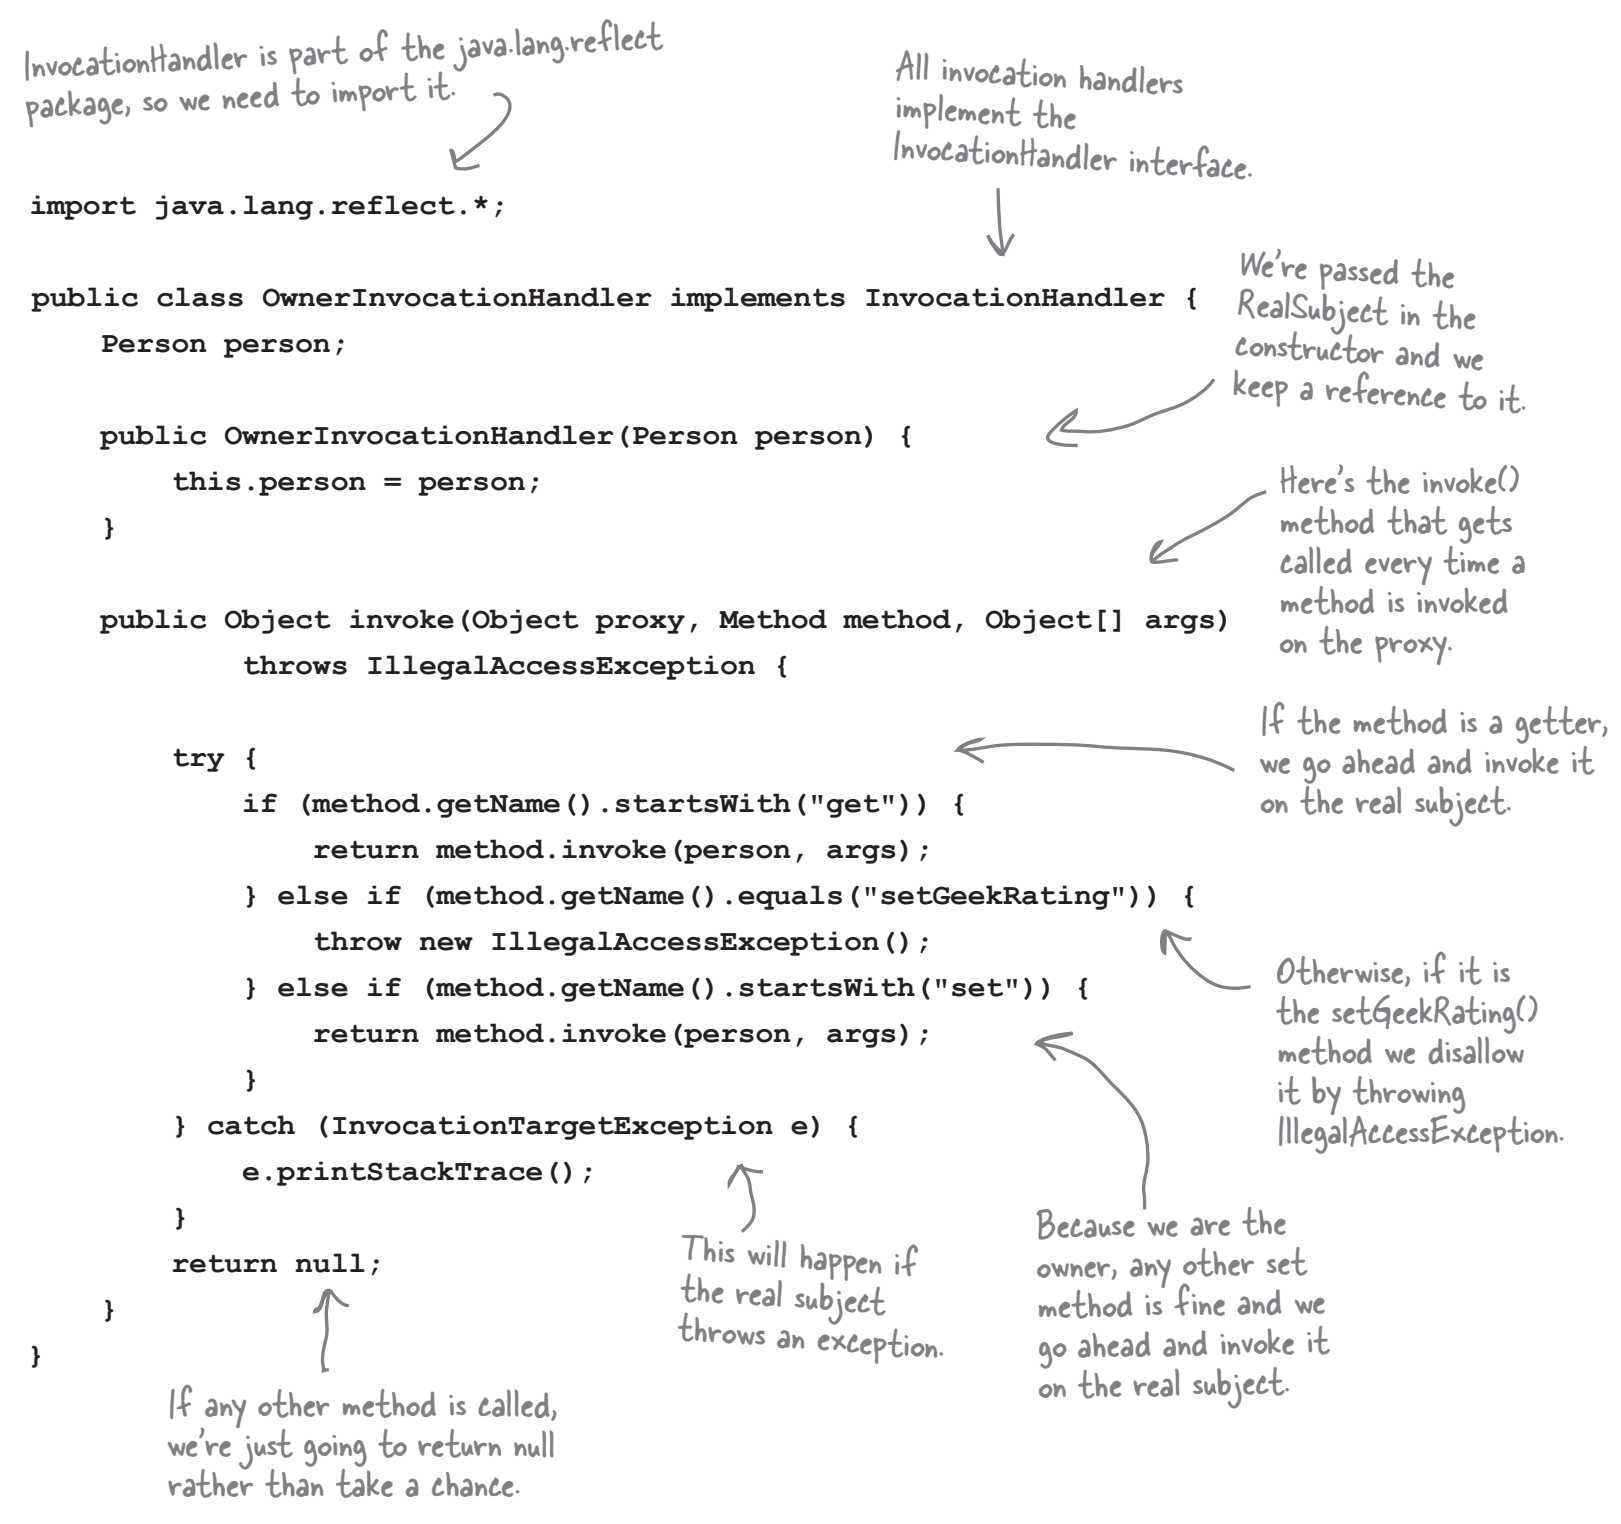 InvocationHandler is part of the java.lang.reflect
package, so we need to import it.
All invocation handlers
implement the
InvocationHandler interface.
import java.lang.reflect.*;
public class OwnerInvocationHandler implements InvocationHandler {
Person person;
We're passed the
RealSubject in the
constructor and we
keep a reference to it.
public OwnerInvocationHandler(Person person) {
this.person = person;
}
Here's the invoke()
method that gets
called every time a
method is invoked
on the proxy.
public Object invoke(Object proxy, Method method, Object[] args)
throws IllegalAccessException {
If the method is a getter,
we go ahead and invoke it
on the real subject.
try {
if (method.getName().startsWith("get")) {
return method.invoke(person, args);
} else if (method.getName().equals("setGeekRating")) {
throw new IllegalAccessException();
} else if (method.getName().startsWith("set")) {
return method.invoke(person, args);
}
Otherwise, if it is
the setGeekRating()
method we disallow
it by throwing
IllegalAccessException.
} catch (InvocationTargetException e) {
e.printStackTrace();
}
return null;
}
}
This will happen if
the real subject
throws an exception.
Because we are the
owner, any other set
method is fine and we
go ahead and invoke it
on the real subject.
If any other method is called,
we're just going to return null
rather than take a chance.